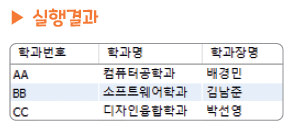 ▶ 실행결과
학과번호 학과명 학과장명
AA 컴퓨터공학과 배경민
BB 소프트웨어학과 김남준
CC 디자인융합학과 박선영